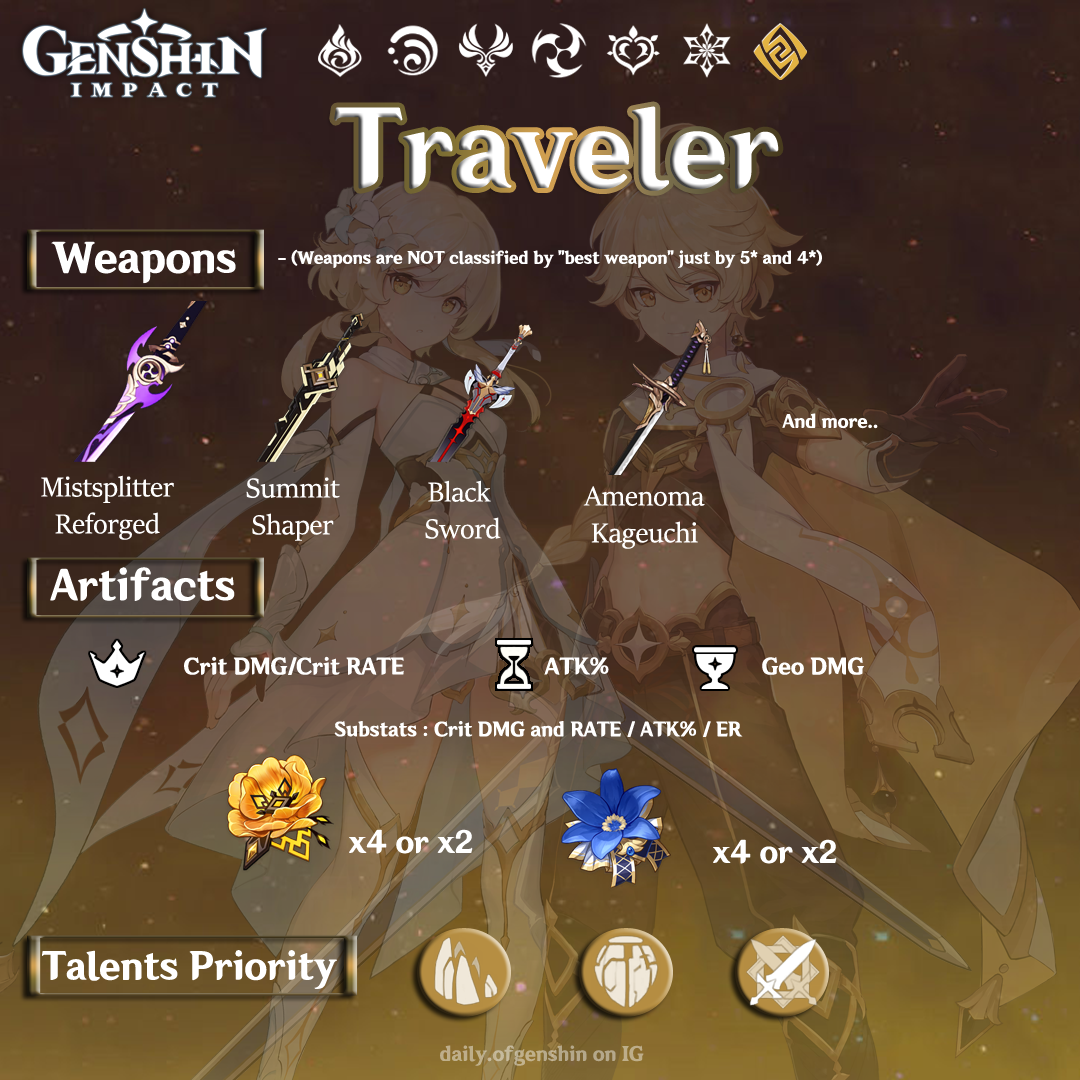 GENSHIN
IMPACT
Traveler
Weapons
- (Weapons are NOT classified by "best weapon" just by 5* and 4*)
And more..
Mistsplitter
Reforged
Summit
Shaper
Black
Sword
Amenoma
Kageuchi
Artifacts
Crit DMG/Crit RATE
ATK%
Geo DMG
Substats : Crit DMG and RATE / ATK% / ER
x4 or x2
x4 or x2
Talents Priority
daily.ofgenshin on IG